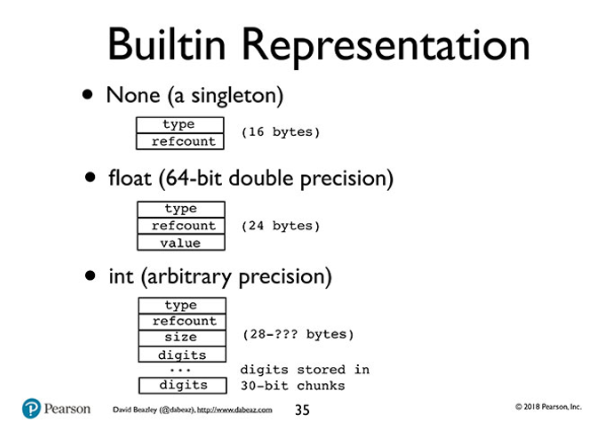 Builtin Representation
• None (a singleton)
type
refcount
(16 bytes)
• float (64-bit double precision)
type
refcount
value
(24 bytes)
• int (arbitrary precision)
type
refcount
size
digits
...
digits
(28-??? bytes)
digits stored in
30-bit chunks
P Pearson
David Beazley (@dabeaz), http://www.dabeaz.com
35
© 2018 Pearson, Inc.